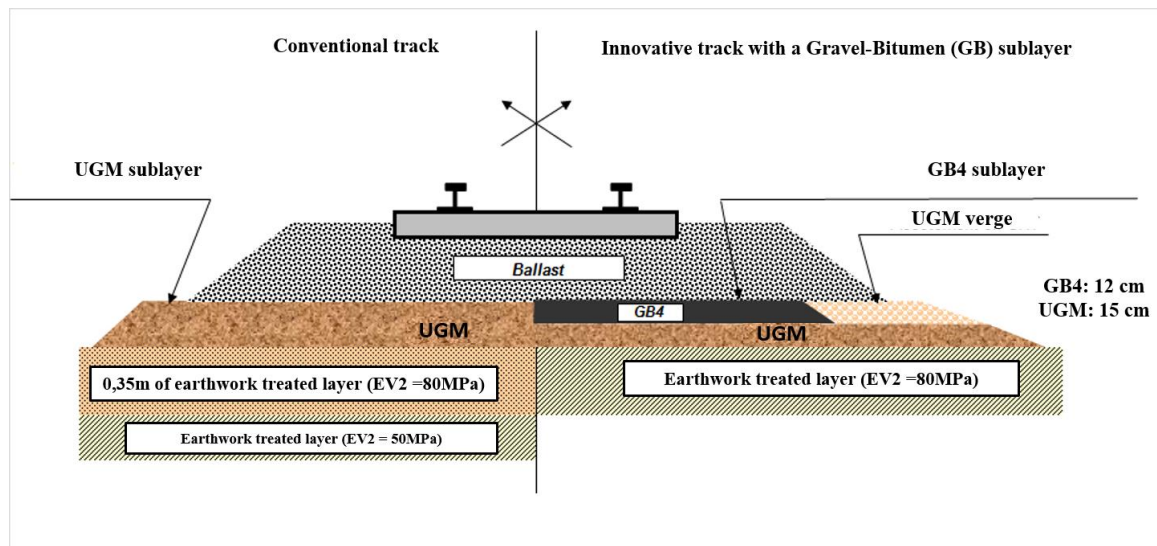 Conventional track
Innovative track with a Gravel-Bitumen (GB) sublayer
UGM sublayer
GB4 sublayer
UGM verge
Ballast
GB4: 12 cm
UGM: 15 cm
GB4
UGM
UGM
0,35m of earthwork treated layer (EV2 =80MPa)
Earthwork treated layer (EV2 =80MPa)
Earthwork treated layer (EV2 = 50MPa)